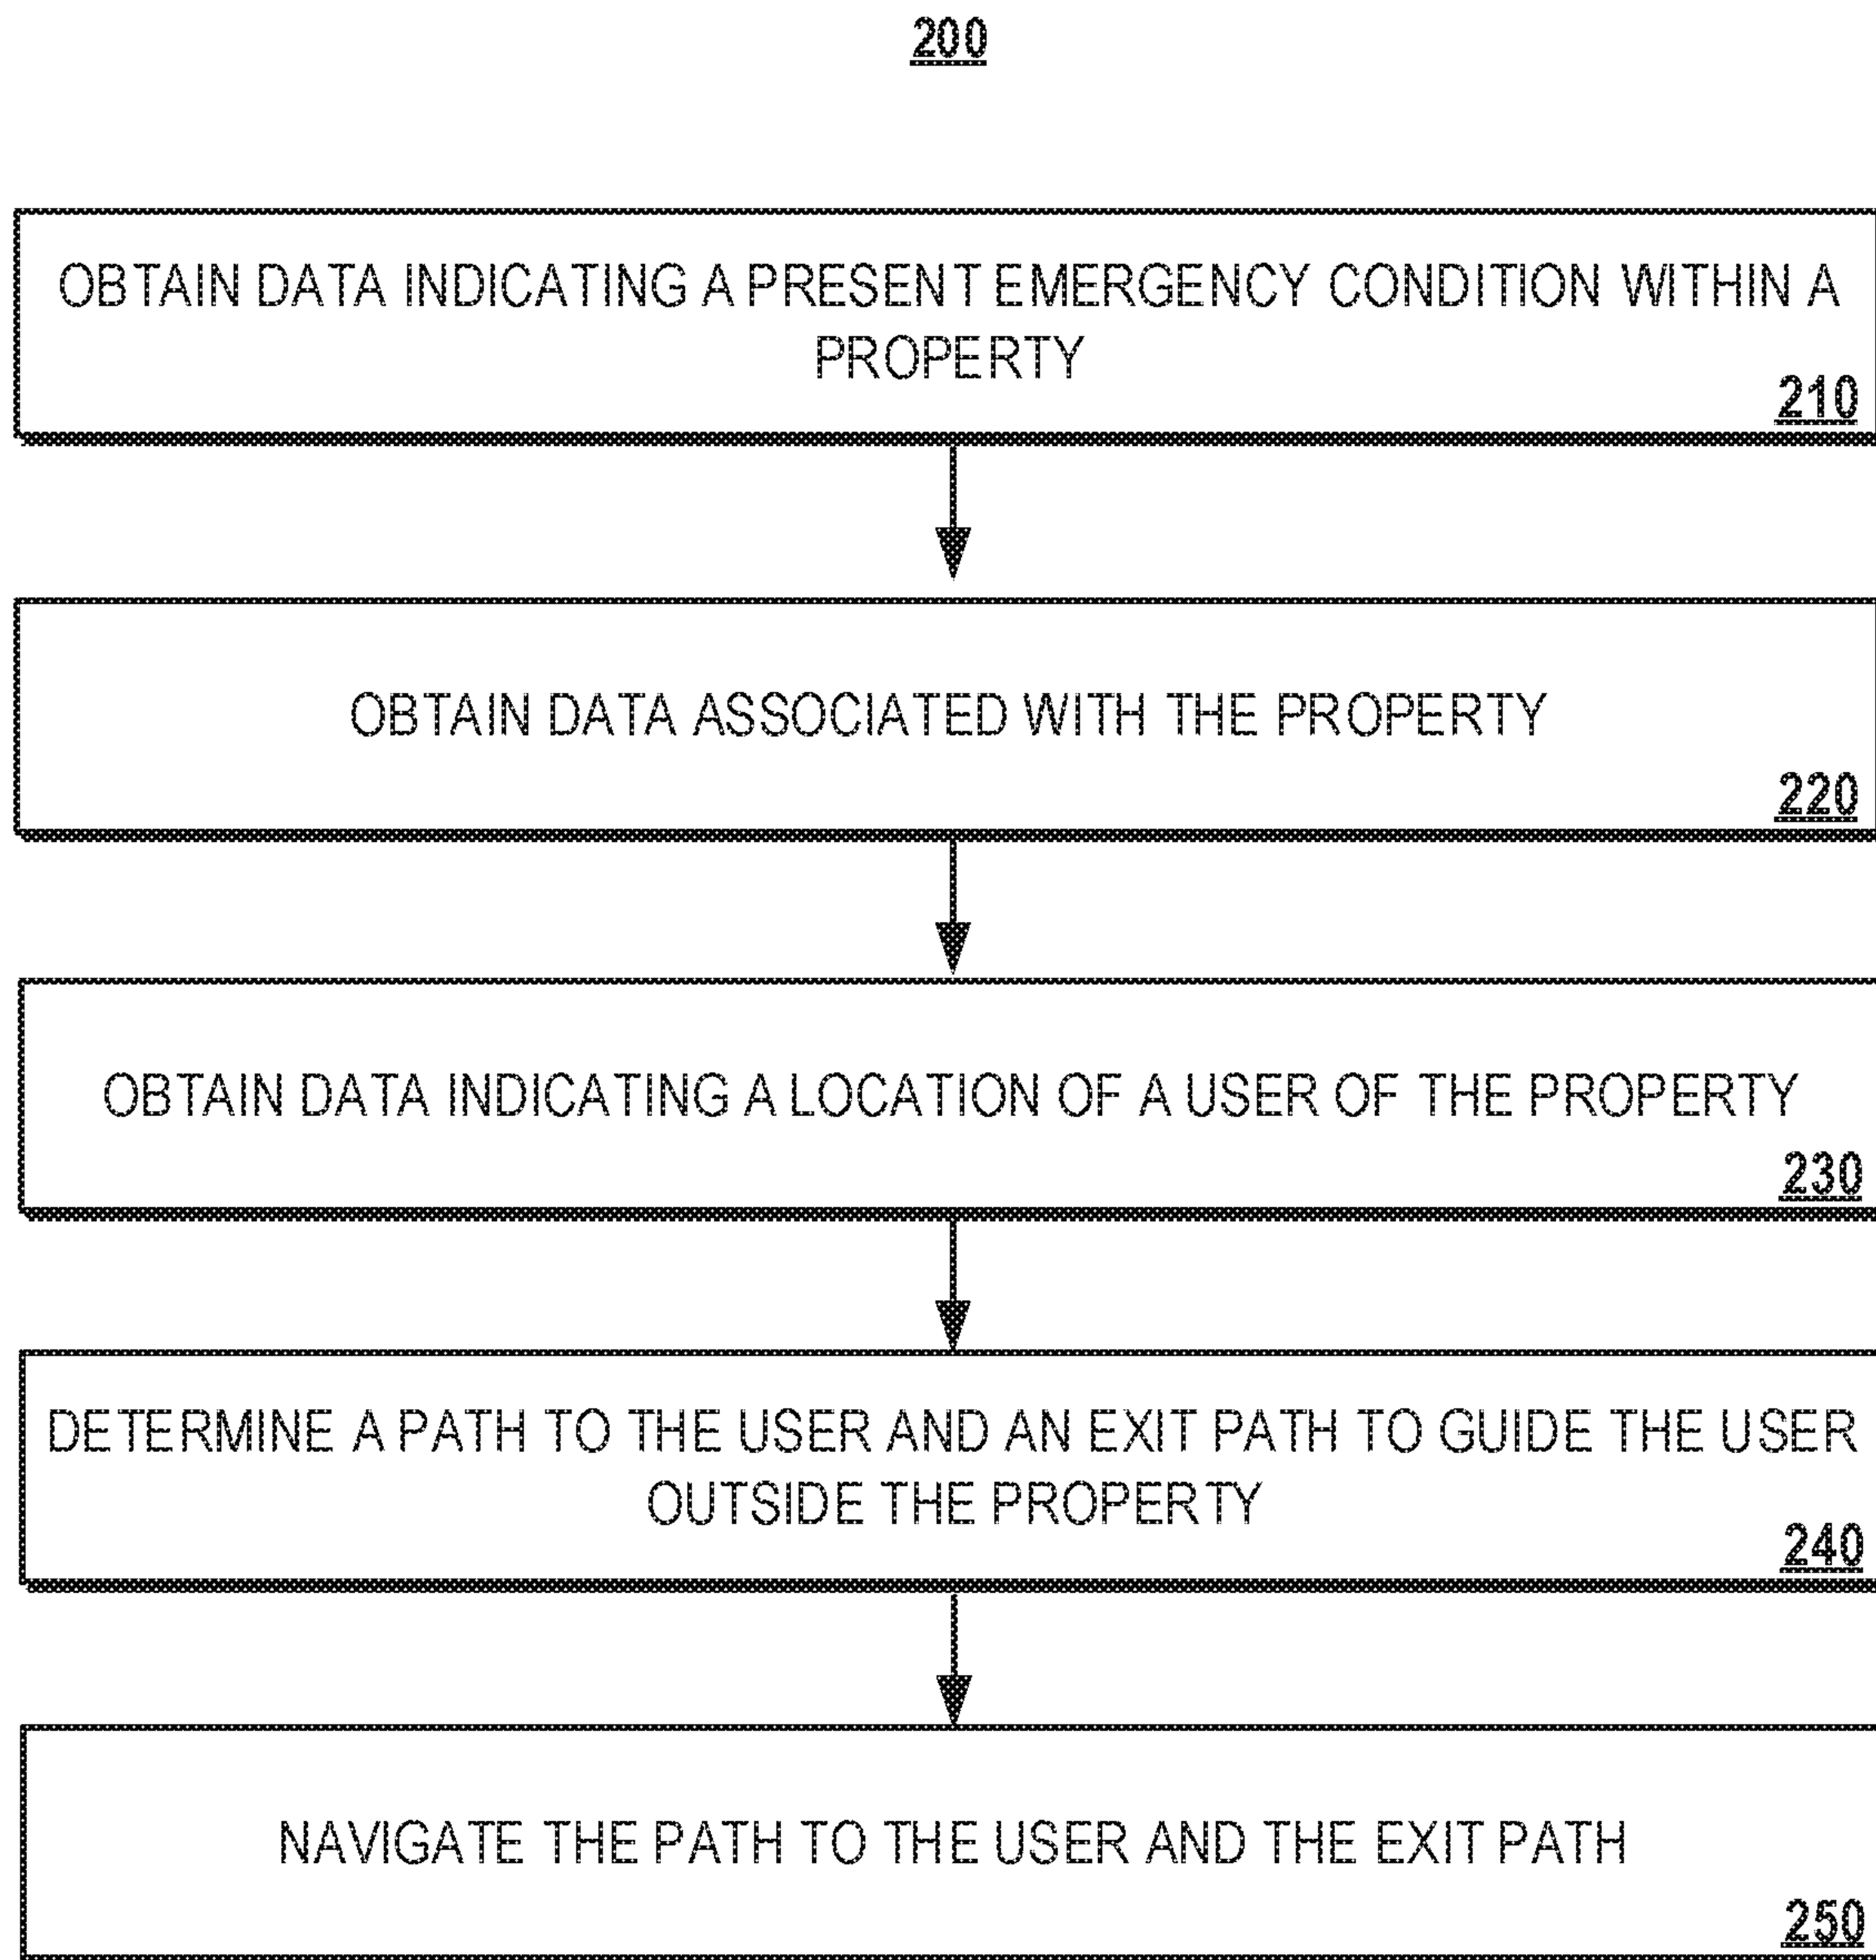 200
OBTAIN DATA INDICATING A PRESENT EMERGENCY CONDITION WITHIN A
PROPERTY
210
OBTAIN DATA ASSOCIATED WITH THE PROPERTY
220
OBTAIN DATA INDICATING A LOCATION OF A USER OF THE PROPERTY
230
DETERMINE A PATH TO THE USER AND AN EXIT PATH TO GUIDE THE USER
OUTSIDE THE PROPERTY
240
NAVIGATE THE PATH TO THE USER AND THE EXIT PATH
250